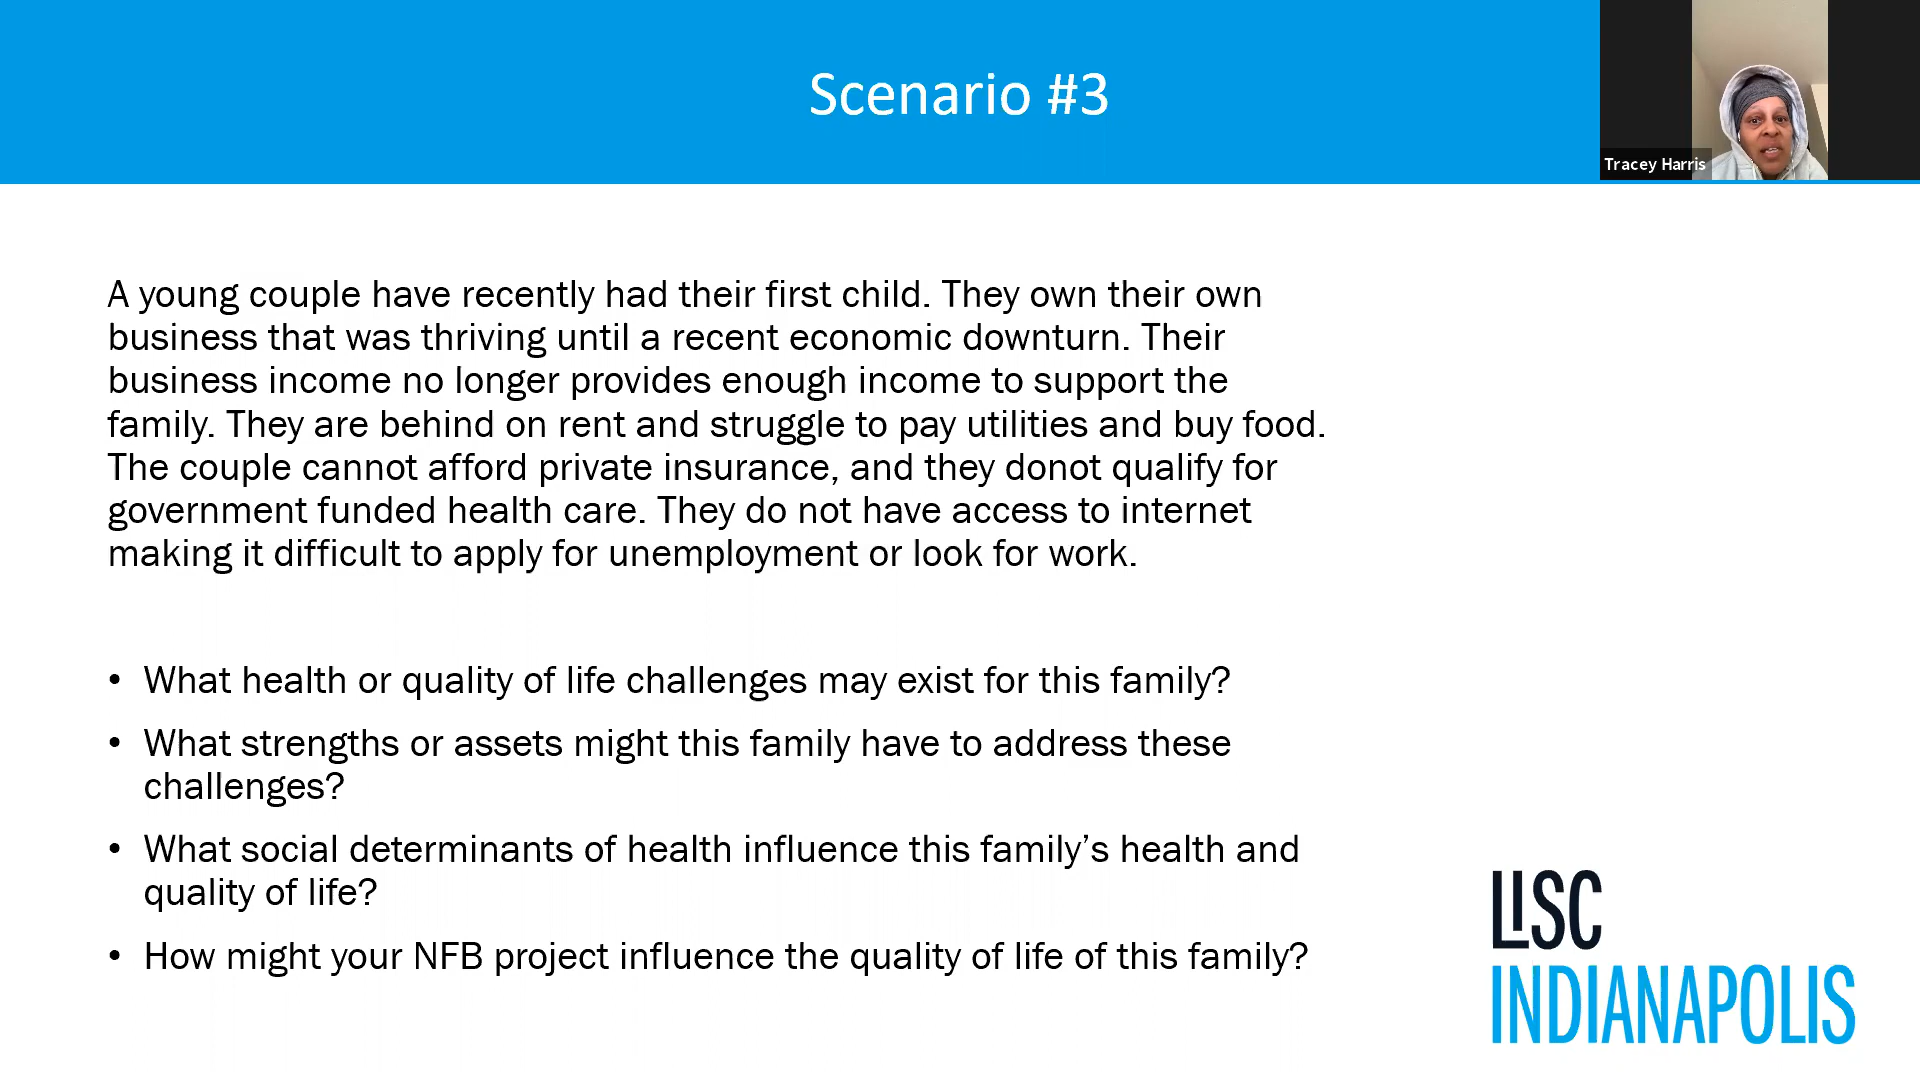 Scenario #3
Tracey Harris
A young couple have recently had their first child. They own their own
business that was thriving until a recent economic downturn. Their
business income no longer provides enough income to support the
family. They are behind on rent and struggle to pay utilities and buy food.
The couple cannot afford private insurance, and they donot qualify for
government funded health care. They do not have access to internet
making it difficult to apply for unemployment or look for work.
• What health or quality of life challenges may exist for this family?
• What strengths or assets might this family have to address these
challenges?
• What social determinants of health influence this family’s health and
quality of life?
• How might your NFB project influence the quality of life of this family?
LISC
INDIANAPOLIS